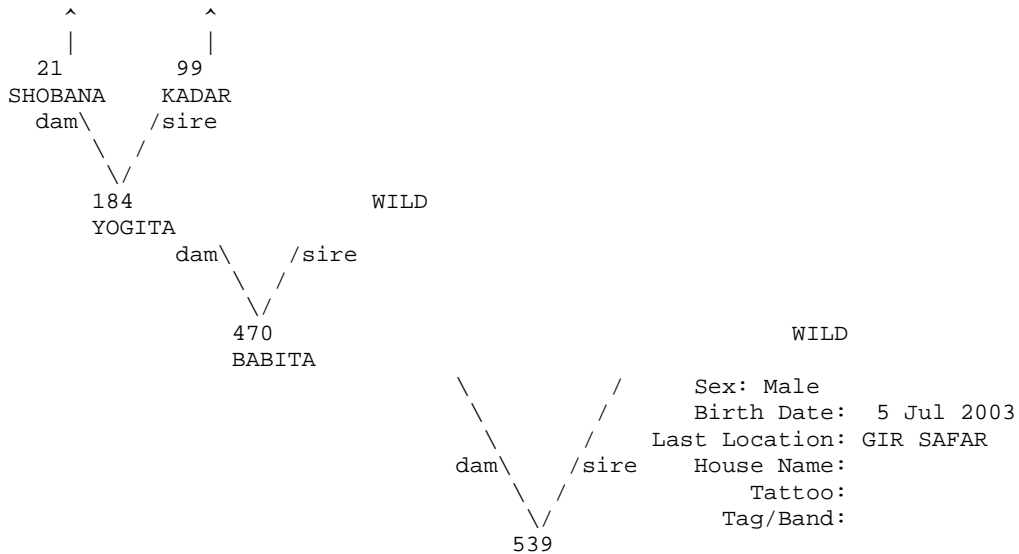 ^ ^
| |
21 99
SHOBANA KADAR
dam\ /sire
\ /
\/
184 WILD
YOGITA
dam\ /sire
\ /
\/
470 WILD
BABITA
\ / Sex: Male
\ / Birth Date: 5 Jul 2003
\ / Last Location: GIR SAFAR
dam\ /sire House Name:
\ / Tattoo:
\/ Tag/Band:
539